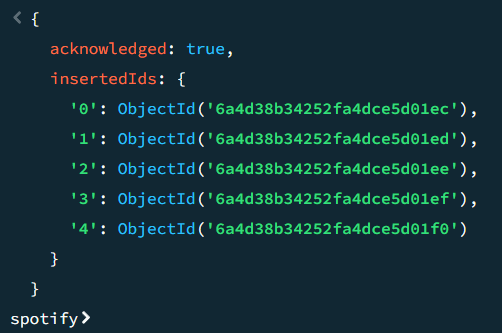 {
acknowledged: true,
insertedIds: {
'0': ObjectId('6a4d38b34252fa4dce5d01ec'),
'1': ObjectId('6a4d38b34252fa4dce5d01ed'),
'2': ObjectId('6a4d38b34252fa4dce5d01ee'),
'3': ObjectId('6a4d38b34252fa4dce5d01ef'),
'4': ObjectId('6a4d38b34252fa4dce5d01f0')
}
}
spotify>